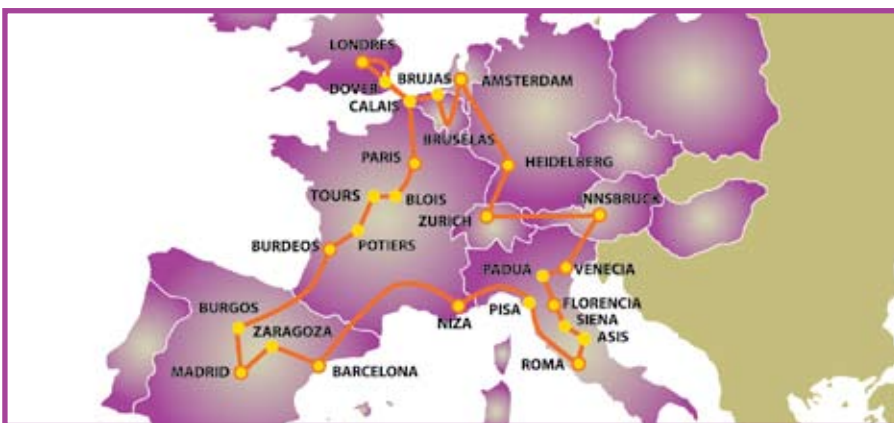 LONDRES
DOVER
BRUJAS
AMSTERDAM
CALAIS
BRUSELAS
PARIS
HEIDELBERG
TOURS
BLOIS
ZURICH
NNSBRUCK
BURDEOS
POTIERS
PADUA
VENECIA
BURGOS
ZARAGOZA
NIZA
PISA
FLORENCIA
SIENA
ASIS
MADRID
BARCELONA
ROMA